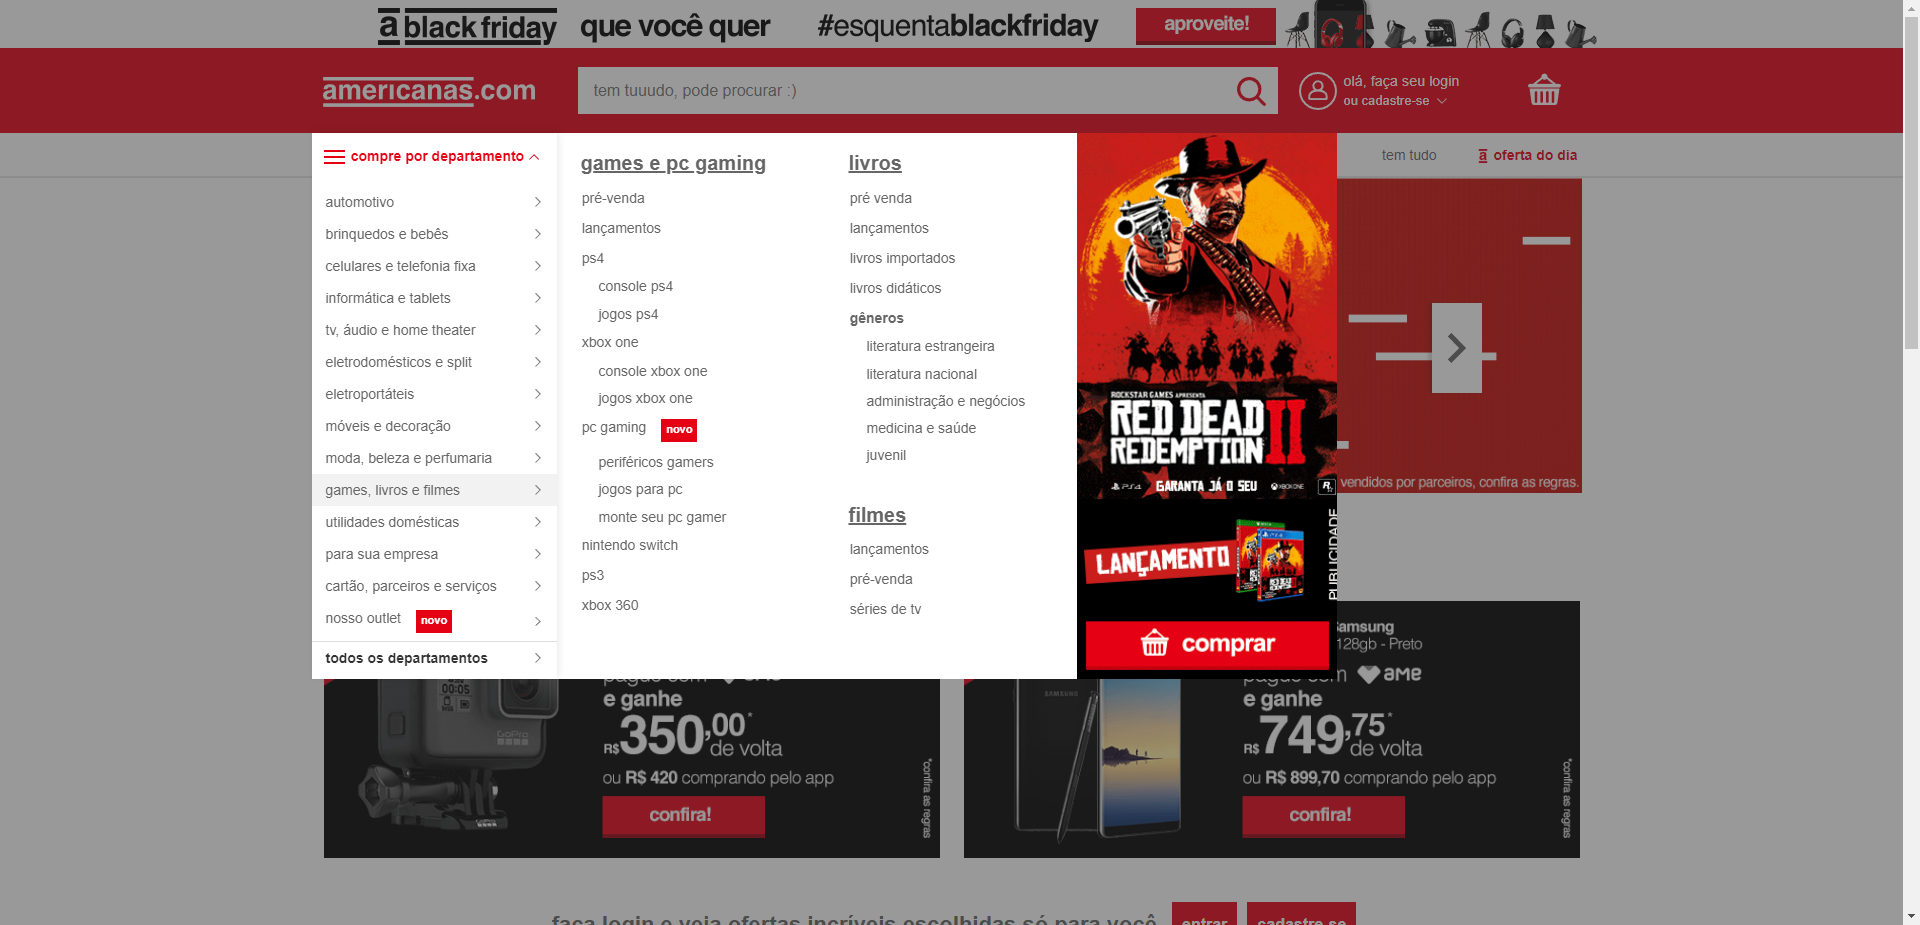 a black friday que você quer #esquentablackfriday aproveite!
americanas.com
tem tuuudo, pode procurar :)
olá, faça seu login
ou cadastre-se
compre por departamento
tem tudo
a oferta do dia
automotivo
brinquedos e bebês
celulares e telefonia fixa
informática e tablets
tv, áudio e home theater
eletrodomésticos e split
eletroportáteis
móveis e decoração
moda, beleza e perfumaria
games, livros e filmes
utilidades domésticas
para sua empresa
cartão, parceiros e serviços
nosso outlet novo
todos os departamentos
games e pc gaming
pré-venda
lançamentos
ps4
console ps4
jogos ps4
xbox one
console xbox one
jogos xbox one
pc gaming novo
periféricos gamers
jogos para pc
monte seu pc gamer
nintendo switch
ps3
xbox 360
livros
pré venda
lançamentos
livros importados
livros didáticos
gêneros
literatura estrangeira
literatura nacional
administração e negócios
medicina e saúde
juvenil
filmes
lançamentos
pré-venda
séries de tv
ROCKSTAR GAMES APRESENTA
RED DEAD
REDEMPTION II
PS4 GARANTA JÁ O SEU XBOX ONE
LANÇAMENTO
PUBLICIDADE
comprar
vendidos por parceiros, confira as regras.
00:05
GoPro
e ganhe
R$350,00*
de volta
ou R$ 420 comprando pelo app
confira!
*confira as regras
Samsung
128gb - Preto
ame
SAMSUNG
e ganhe
R$749,75*
de volta
ou R$ 899,70 comprando pelo app
confira!
*confira as regras
faça login e veja ofertas incríveis escolhidas só para você
entrar
cadastre-se